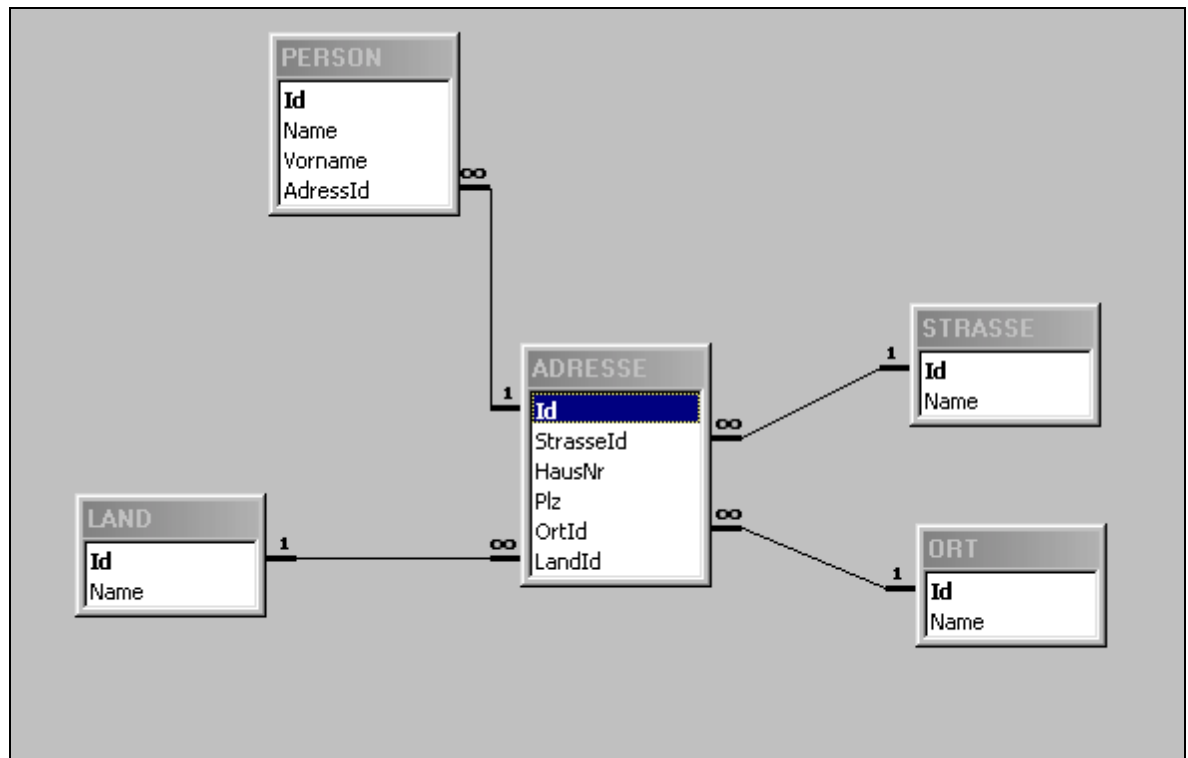 PERSON
Id
Name
Vorname
AdressId
∞
1
ADRESSE
Id
StrasseId
HausNr
Plz
OrtId
LandId
∞
1
STRASSE
Id
Name
∞
1
ORT
Id
Name
LAND
Id
Name
1
∞